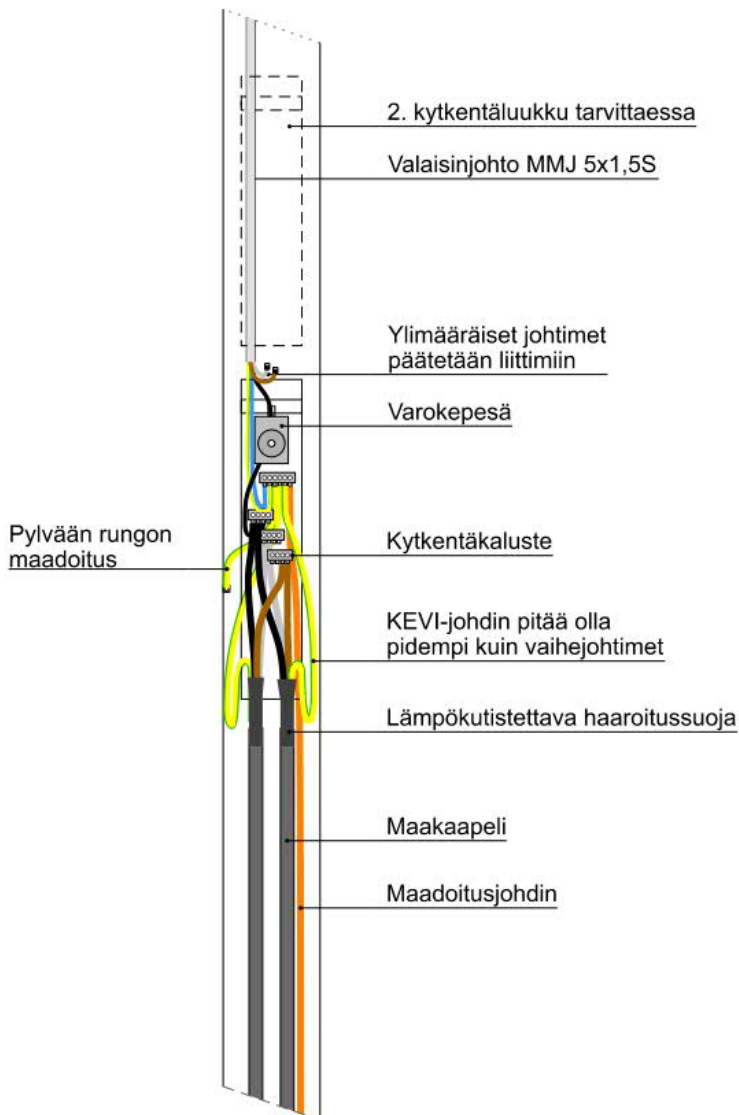 2. kytkentäluukku tarvittaessa
Valaisinjohto MMJ 5x1,5S
Ylimääräiset johtimet
päätetään liittimiin
Varokepesä
Pylvään rungon
maadoitus
Kytkentäkaluste
KEVI-johdin pitää olla
pidempi kuin vaihejohtimet
Lämpökutistettava haaroitussuoja
Maakaapeli
Maadoitusjohdin